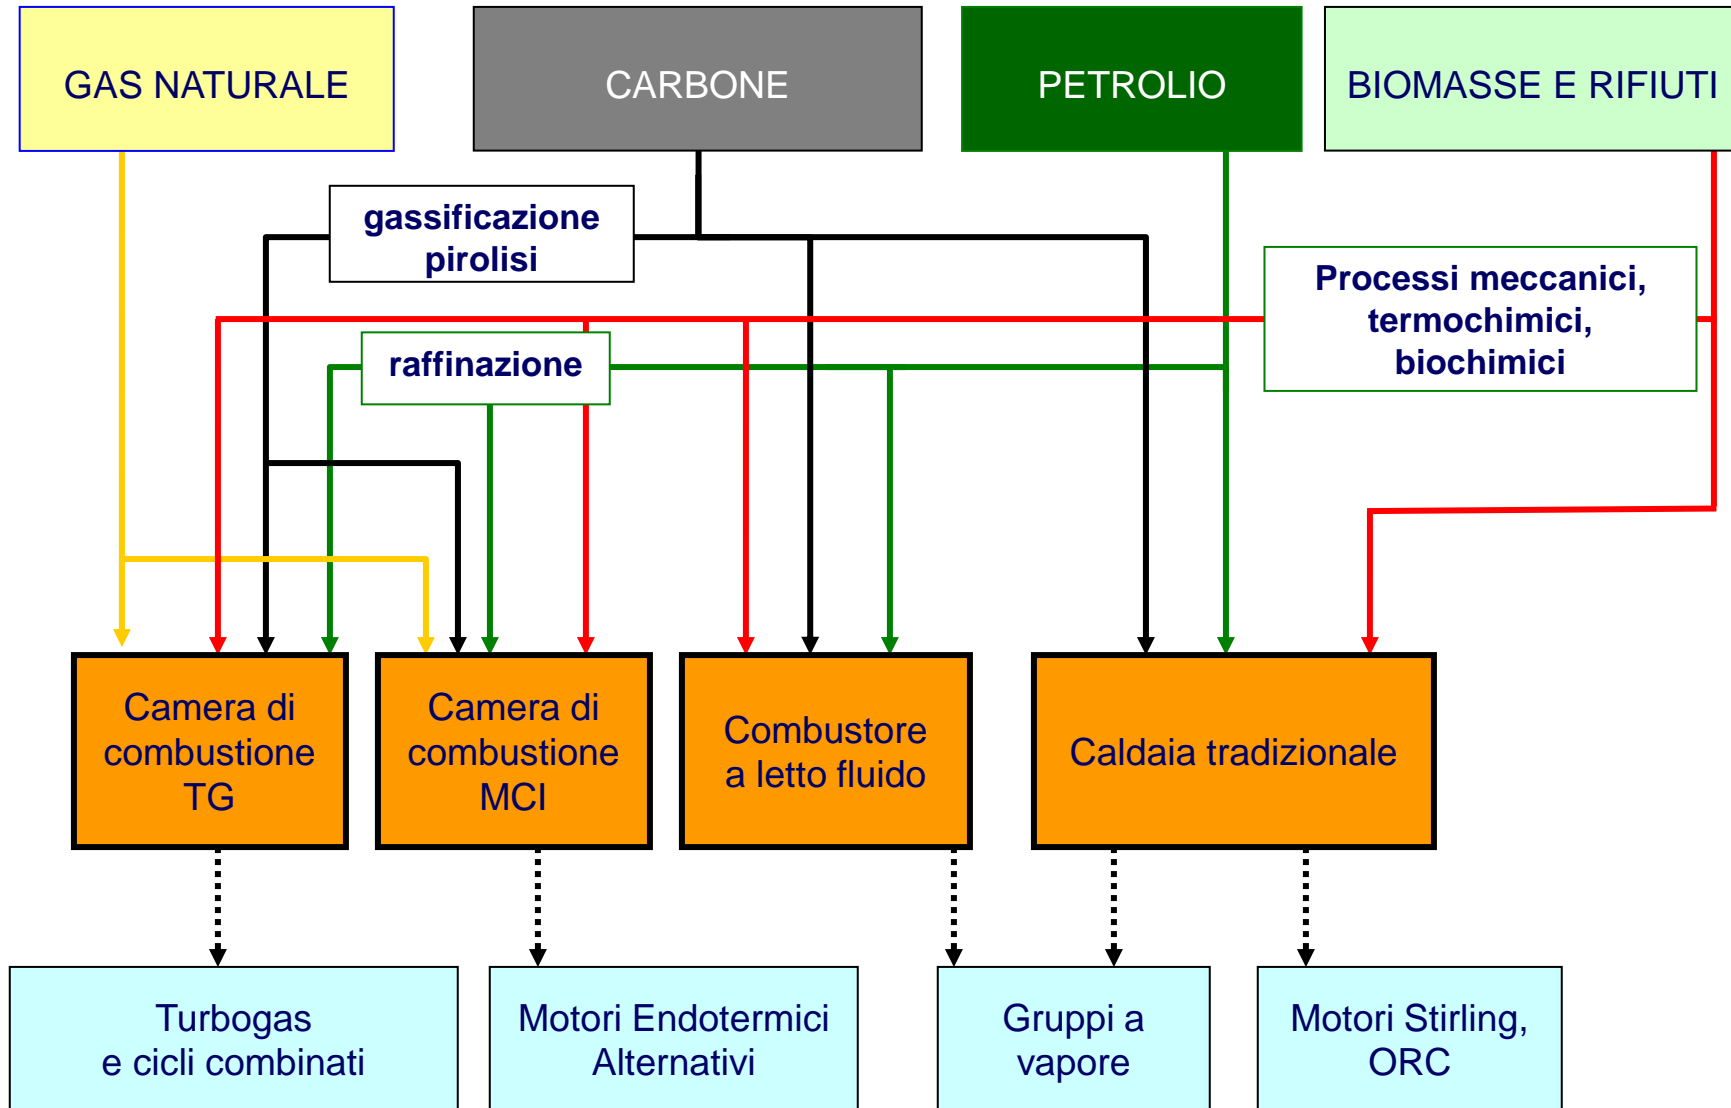 GAS NATURALE
CARBONE
PETROLIO
BIOMASSE E RIFIUTI
gassificazione
pirolisi
Processi meccanici,
termochimici,
biochimici
raffinazione
Camera di
combustione
TG
Camera di
combustione
MCI
Combustore
a letto fluido
Caldaia tradizionale
Turbogas
e cicli combinati
Motori Endotermici
Alternativi
Gruppi a
vapore
Motori Stirling,
ORC